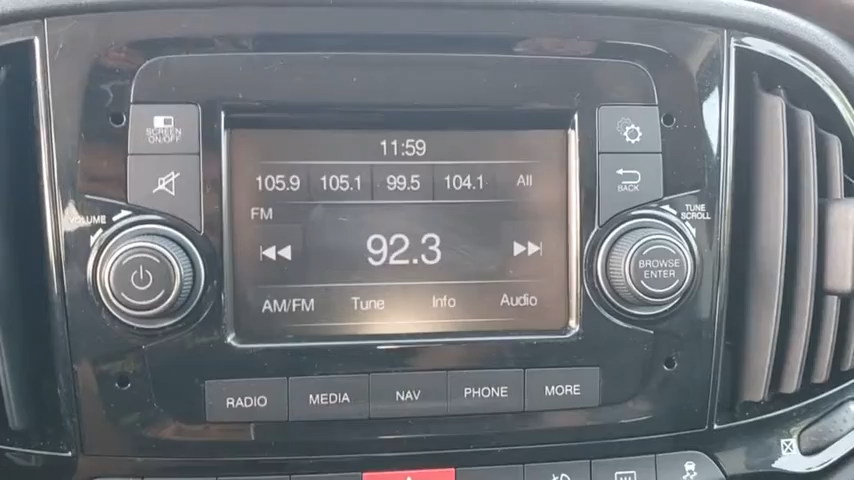 11:59
SCREEN
ON/OFF
105.9 105.1 99.5 104.1 All
FM
BACK
VOLUME
TUNE
SCROLL
92.3
BROWSE
ENTER
AM/FM Tune Info Audio
RADIO MEDIA NAV PHONE MORE